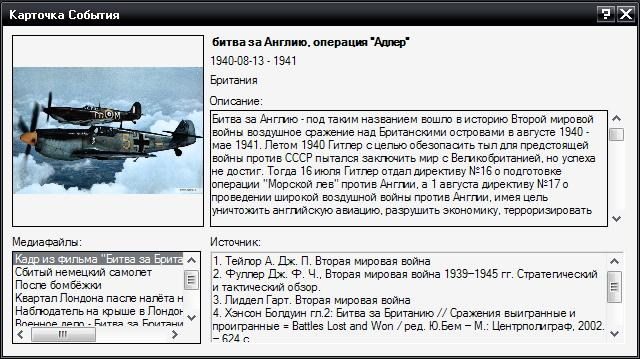 Карточка События
битва за Англию, операция "Адлер"
1940-08-13 - 1941
Британия
Описание:
Битва за Англию - под таким названием вошло в историю Второй мировой
войны воздушное сражение над Британскими островами в августе 1940 -
мае 1941. Летом 1940 Гитлер с целью обезопасить тыл для предстоящей
войны против СССР пытался заключить мир с Великобританией, но успеха
не достиг. Тогда 16 июля Гитлер отдал директиву №16 о подготовке
операции "Морской лев" против Англии, а 1 августа директиву №17 о
проведении широкой воздушной войны против Англии, имея цель
уничтожить английскую авиацию, разрушить экономику, терроризировать
Медиафайлы:
Кадр из фильма "Битва за Брита
Сбитый немецкий самолет
После бомбёжки
Квартал Лондона пасле налёта н
Наблюдатель на крыше в Лондон
Военное дело - Битва за Британи
Источник:
1. Тейлор А. Дж. П. Вторая мировая война
2. Фуллер Дж. Ф. Ч., Вторая мировая война 1939–1945 гг. Стратегический
и тактический обзор.
3. Лиддел Гарт. Вторая мировая война
4. Хэнсон Болдуин гл.2: Битва за Британию // Сражения выигранные и
проигранные = Battles Lost and Won / ред. Ю.Бем – М.: Центрполиграф, 2002.
– 624 с.